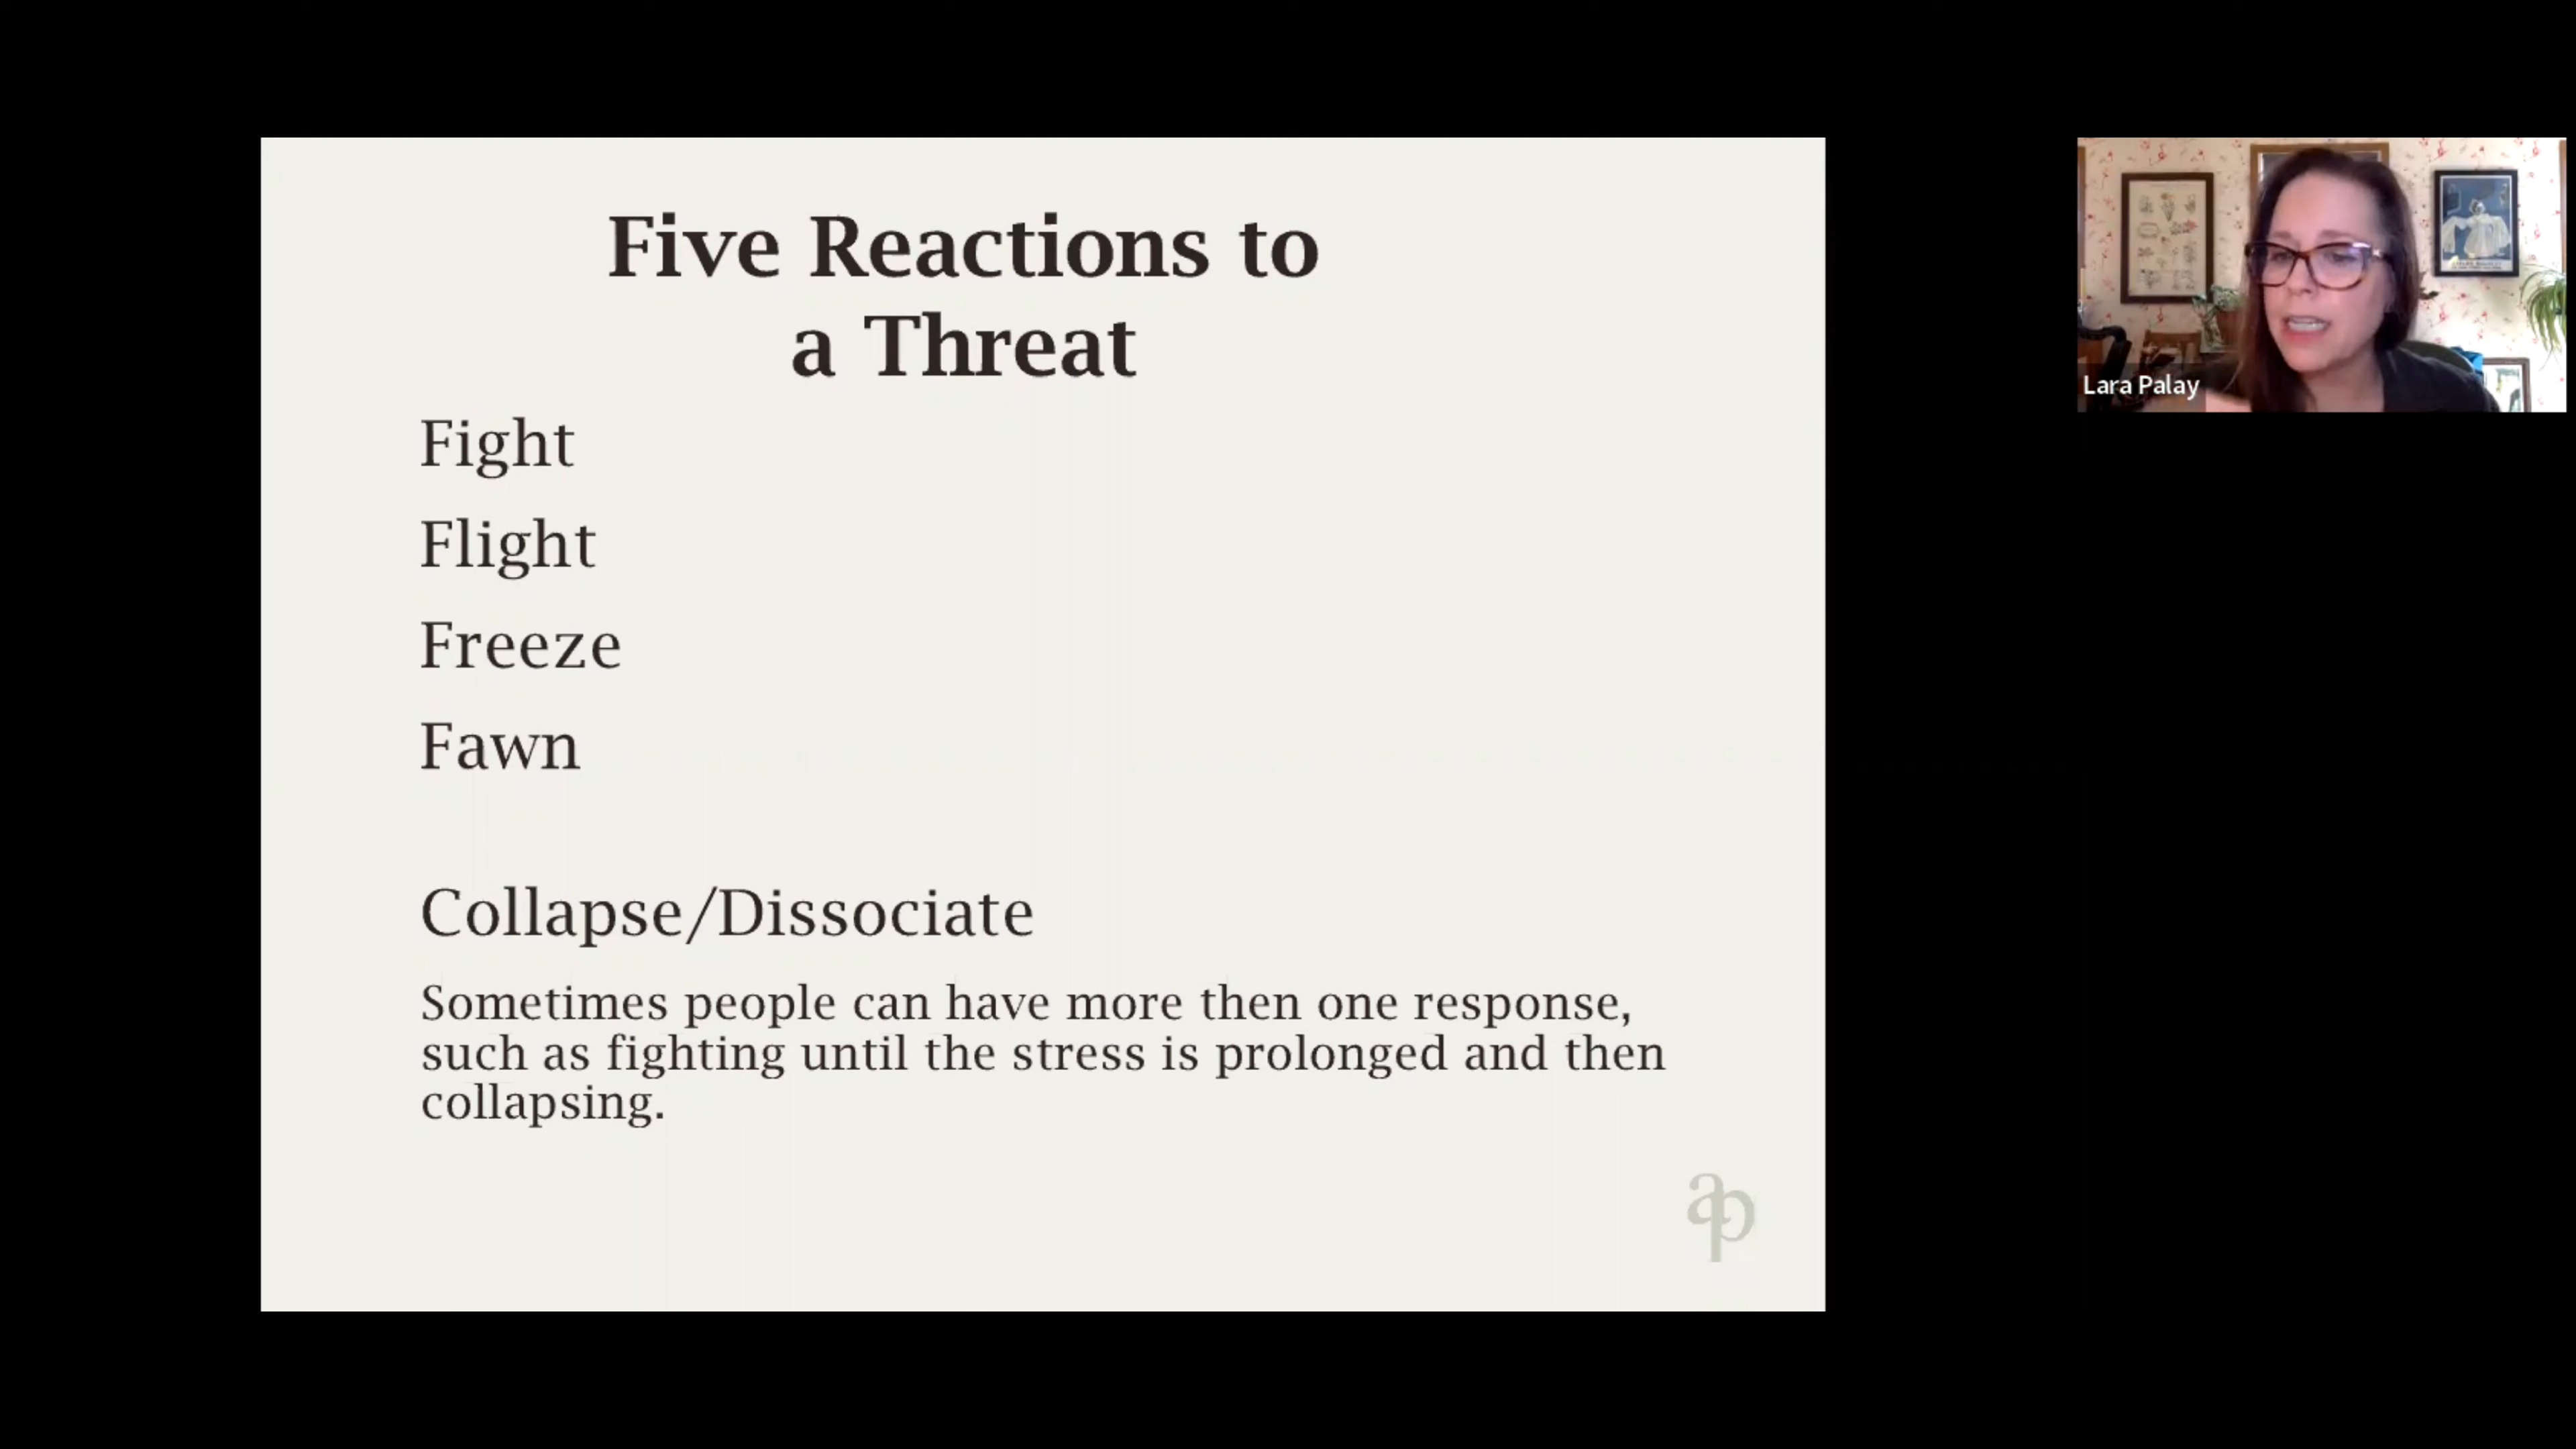 Five Reactions to
a Threat
Fight
Flight
Freeze
Fawn
Collapse/Dissociate
Sometimes people can have more then one response,
such as fighting until the stress is prolonged and then
collapsing.
ap
Lara Palay